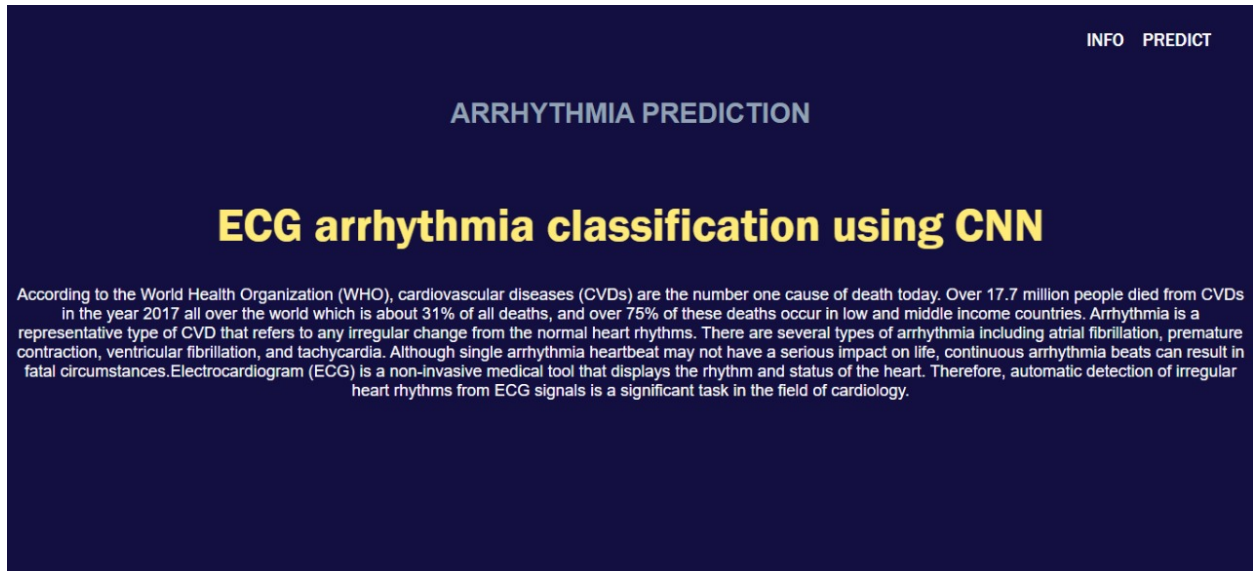 INFO PREDICT
ARRHYTHMIA PREDICTION
ECG arrhythmia classification using CNN
According to the World Health Organization (WHO), cardiovascular diseases (CVDs) are the number one cause of death today. Over 17.7 million people died from CVDs
in the year 2017 all over the world which is about 31% of all deaths, and over 75% of these deaths occur in low and middle income countries. Arrhythmia is a
representative type of CVD that refers to any irregular change from the normal heart rhythms. There are several types of arrhythmia including atrial fibrillation, premature
contraction, ventricular fibrillation, and tachycardia. Although single arrhythmia heartbeat may not have a serious impact on life, continuous arrhythmia beats can result in
fatal circumstances.Electrocardiogram (ECG) is a non-invasive medical tool that displays the rhythm and status of the heart. Therefore, automatic detection of irregular
heart rhythms from ECG signals is a significant task in the field of cardiology.